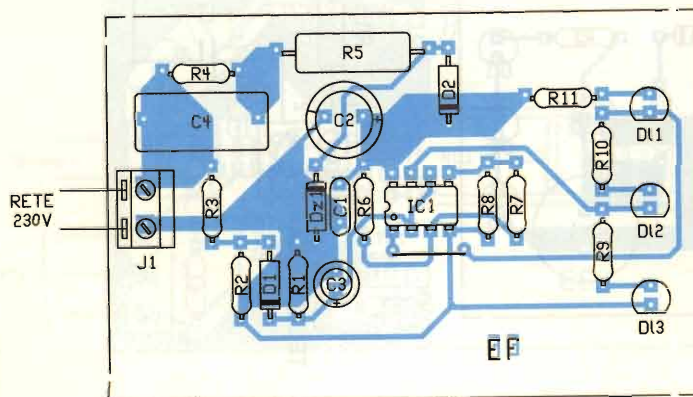 R5
R4
D2
R11
C4
C2
+
Dl1
R10
RETE
230V
R3
Dz1
C1
R6
IC1
R8
R7
Dl2
J1
R9
R2
D1
R1
C3
+
Dl3
EF